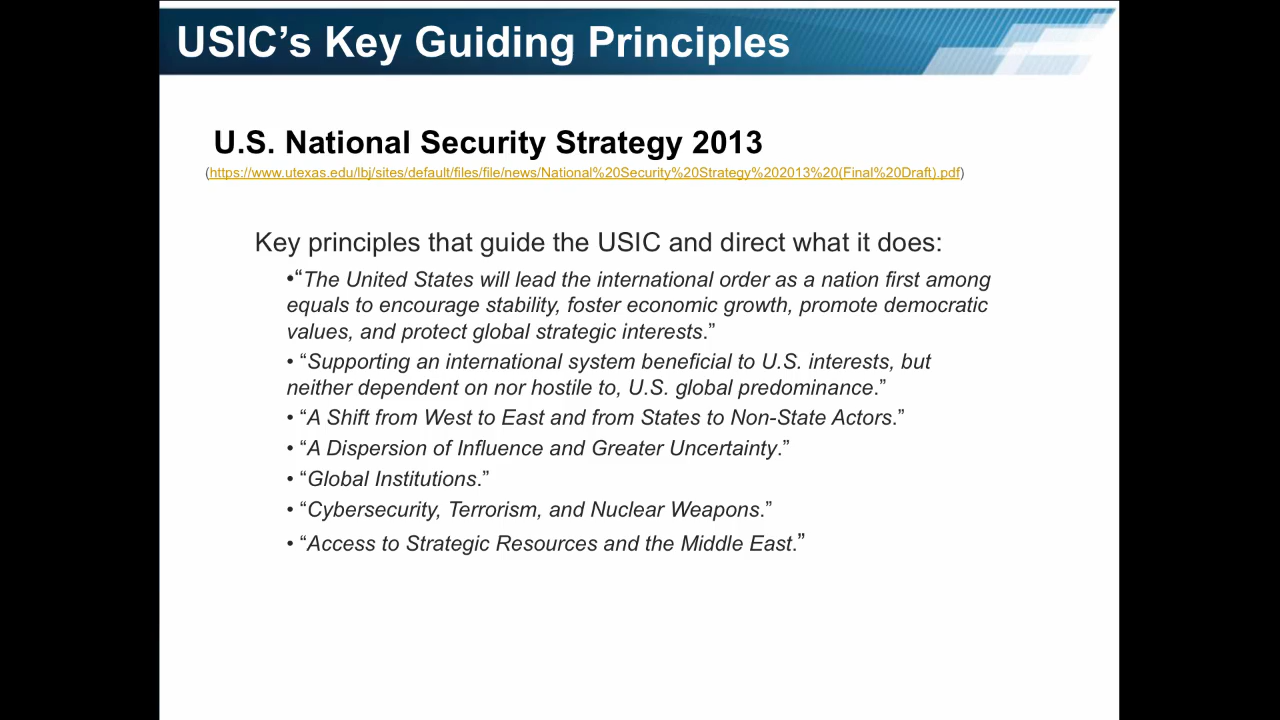 USIC’s Key Guiding Principles
U.S. National Security Strategy 2013
(https://www.utexas.edu/lbj/sites/default/files/file/news/National%20Security%20Strategy%202013%20(Final%20Draft).pdf)
Key principles that guide the USIC and direct what it does:
•“The United States will lead the international order as a nation first among
equals to encourage stability, foster economic growth, promote democratic
values, and protect global strategic interests.”
• “Supporting an international system beneficial to U.S. interests, but
neither dependent on nor hostile to, U.S. global predominance.”
• “A Shift from West to East and from States to Non-State Actors.”
• “A Dispersion of Influence and Greater Uncertainty.”
• “Global Institutions.”
• “Cybersecurity, Terrorism, and Nuclear Weapons.”
• “Access to Strategic Resources and the Middle East.”